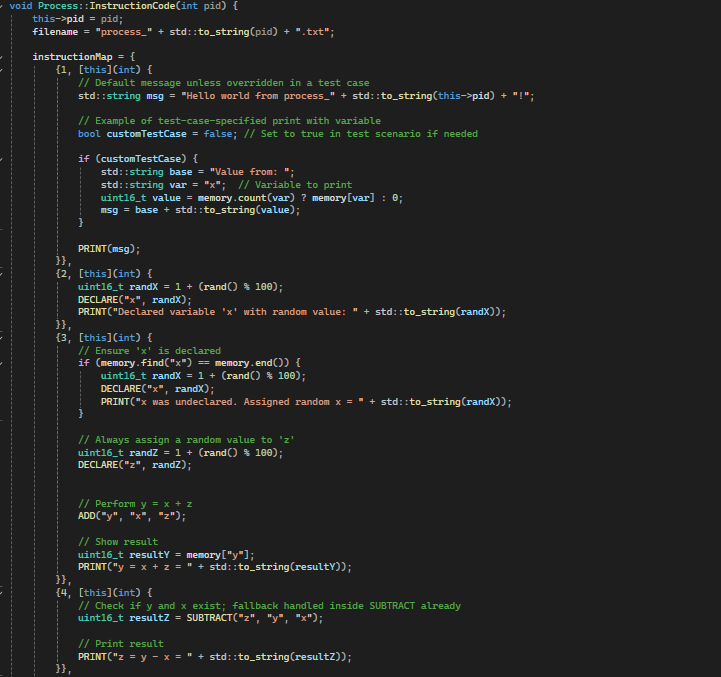 void Process::InstructionCode(int pid) {
    this->pid = pid;
    filename = "process_" + std::to_string(pid) + ".txt";

    instructionMap = {
        {1, [this](int) {
            // Default message unless overridden in a test case
            std::string msg = "Hello world from process_" + std::to_string(this->pid) + "!";

            // Example of test-case-specified print with variable
            bool customTestCase = false; // Set to true in test scenario if needed

            if (customTestCase) {
                std::string base = "Value from: ";
                std::string var = "x";  // Variable to print
                uint16_t value = memory.count(var) ? memory[var] : 0;
                msg = base + std::to_string(value);
            }

            PRINT(msg);
        }},
        {2, [this](int) {
            uint16_t randX = 1 + (rand() % 100);
            DECLARE("x", randX);
            PRINT("Declared variable 'x' with random value: " + std::to_string(randX));
        }},
        {3, [this](int) {
            // Ensure 'x' is declared
            if (memory.find("x") == memory.end()) {
                uint16_t randX = 1 + (rand() % 100);
                DECLARE("x", randX);
                PRINT("x was undeclared. Assigned random x = " + std::to_string(randX));
            }

            // Always assign a random value to 'z'
            uint16_t randZ = 1 + (rand() % 100);
            DECLARE("z", randZ);


            // Perform y = x + z
            ADD("y", "x", "z");

            // Show result
            uint16_t resultY = memory["y"];
            PRINT("y = x + z = " + std::to_string(resultY));
        }},
        {4, [this](int) {
            // Check if y and x exist; fallback handled inside SUBTRACT already
            uint16_t resultZ = SUBTRACT("z", "y", "x");

            // Print result
            PRINT("z = y - x = " + std::to_string(resultZ));
        }},